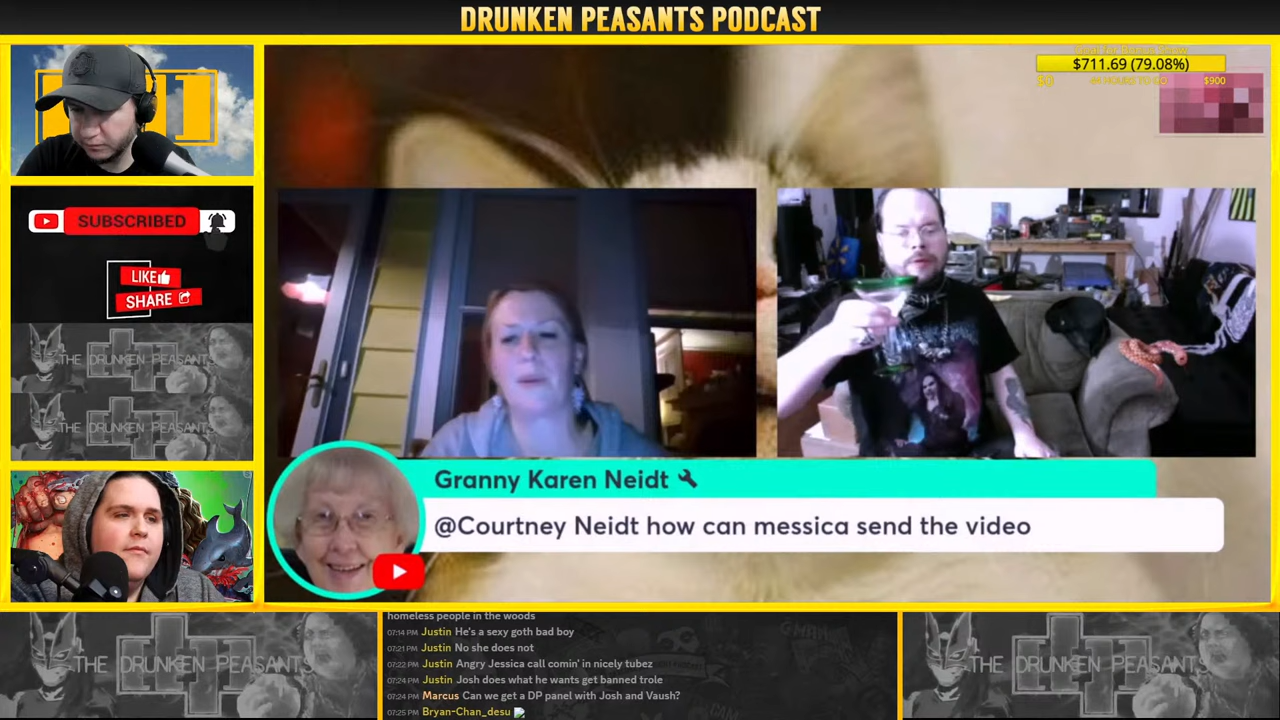 DRUNKEN PEASANTS PODCAST
$711.69 (79.08%)
$0
$900
SUBSCRIBED
LIKE
SHARE
THE DRUNKEN PEASANTS
THE DRUNKEN PEASANTS
Granny Karen Neidt
@Courtney Neidt how can messica send the video
homeless people in the woods
07:14 PM Justin He's a sexy goth bad boy
07:21 PM Justin No she does not
07:22 PM Justin Angry Jessica call comin' in nicely tubez
07:24 PM Justin Josh does what he wants get banned trole
07:24 PM Marcus Can we get a DP panel with Josh and Vaush?
07:25 PM Bryan-Chan_desu
THE DRUNKEN PEASANTS
THE DRUNKEN PEASANTS